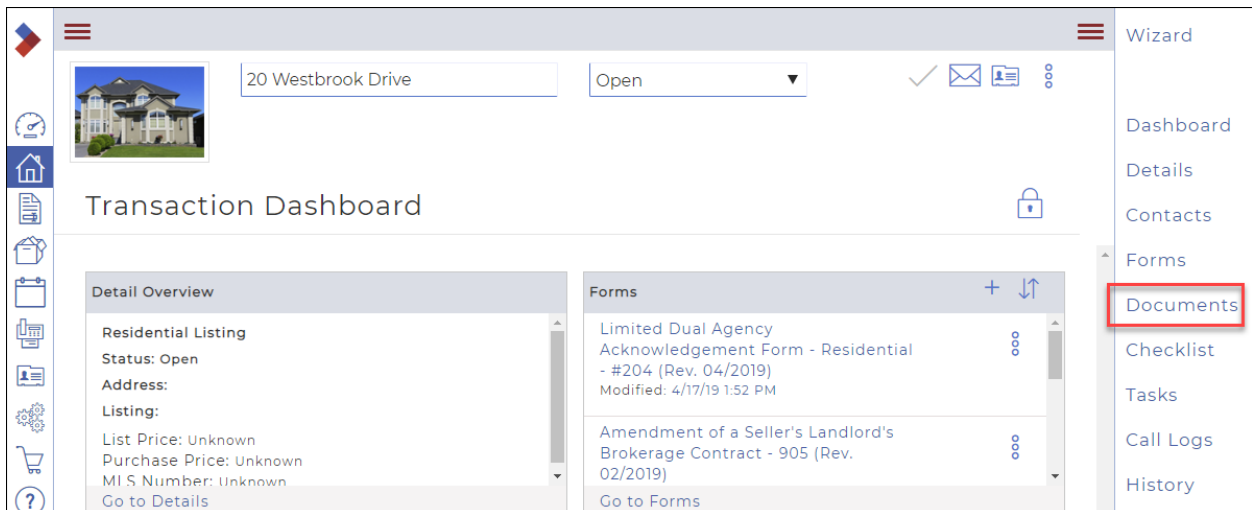 20 Westbrook Drive
Open
Transaction Dashboard
Detail Overview
Residential Listing
Status: Open
Address:
Listing:
List Price: Unknown
Purchase Price: Unknown
MLS Number: Unknown
Go to Details
Forms
Limited Dual Agency
Acknowledgement Form - Residential
- #204 (Rev. 04/2019)
Modified: 4/17/19 1:52 PM
Amendment of a Seller's Landlord's
Brokerage Contract - 905 (Rev.
02/2019)
Go to Forms
Wizard
Dashboard
Details
Contacts
Forms
Documents
Checklist
Tasks
Call Logs
History